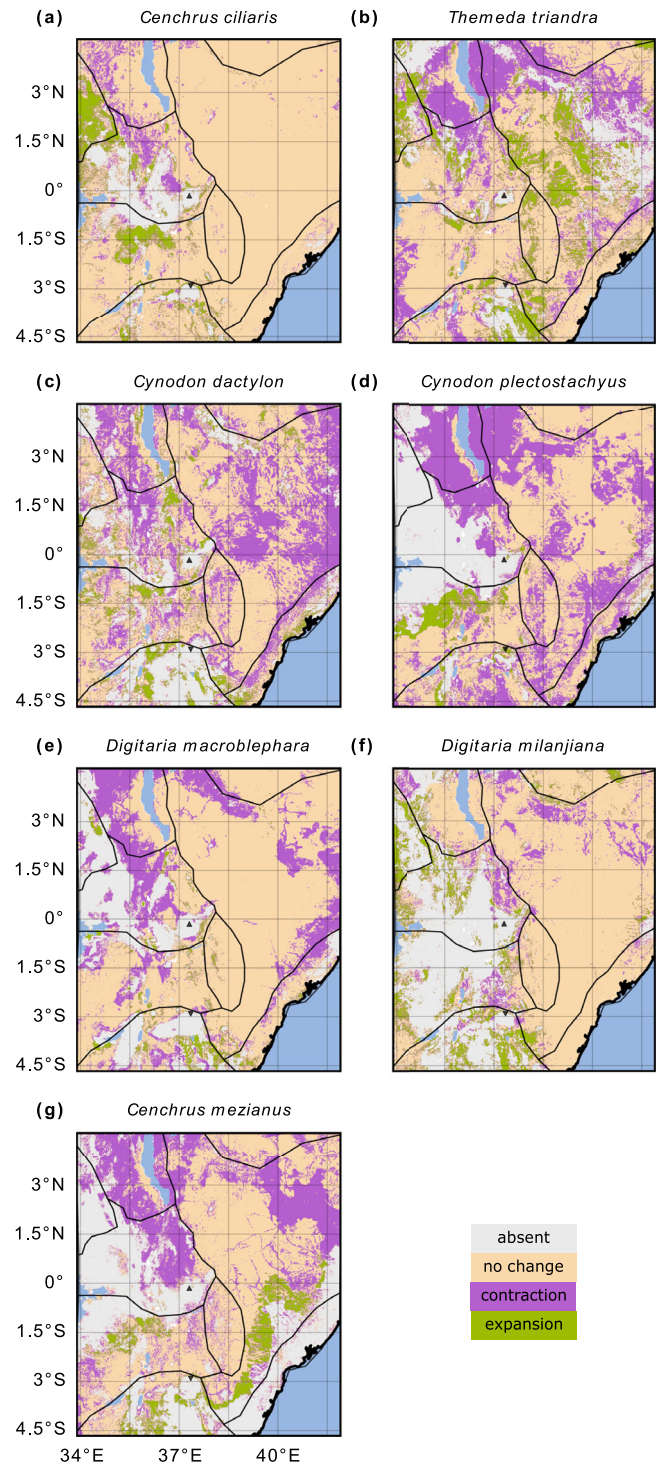 (a) Cenchrus ciliaris
(b) Themeda triandra
3°N
1.5°N
0°
1.5°S
3°S
4.5°S
(c) Cynodon dactylon
(d) Cynodon plectostachyus
3°N
1.5°N
0°
1.5°S
3°S
4.5°S
(e) Digitaria macroblephara
(f) Digitaria milanjiana
3°N
1.5°N
0°
1.5°S
3°S
4.5°S
(g) Cenchrus mezianus
3°N
1.5°N
0°
1.5°S
3°S
4.5°S
34°E 37°E 40°E
absent
no change
contraction
expansion